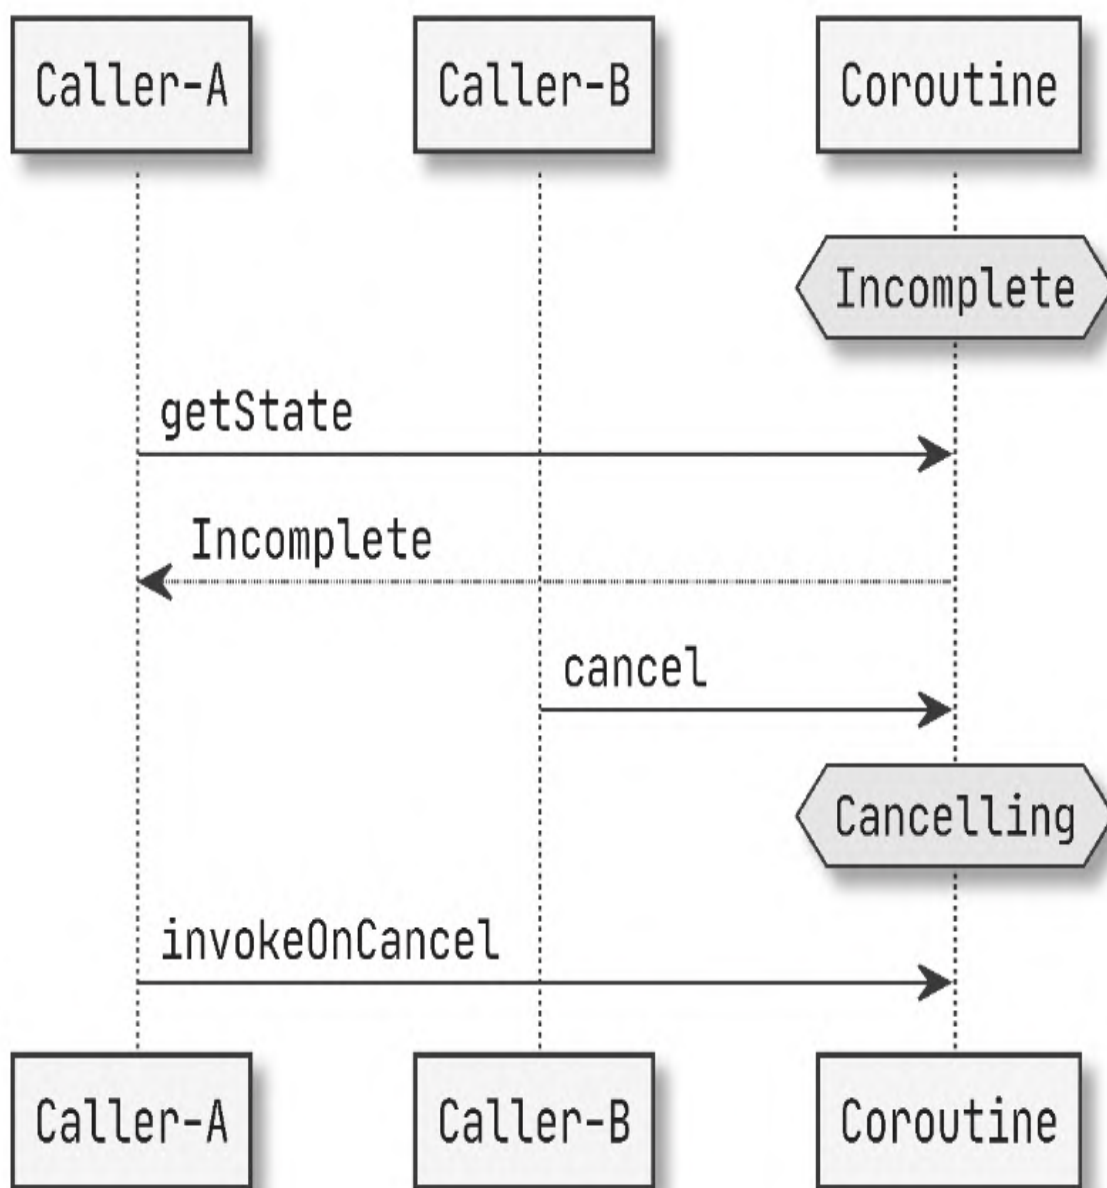 Caller-A
Caller-B
Coroutine
Incomplete
getState
Incomplete
cancel
Cancelling
invokeOnCancel
Caller-A
Caller-B
Coroutine